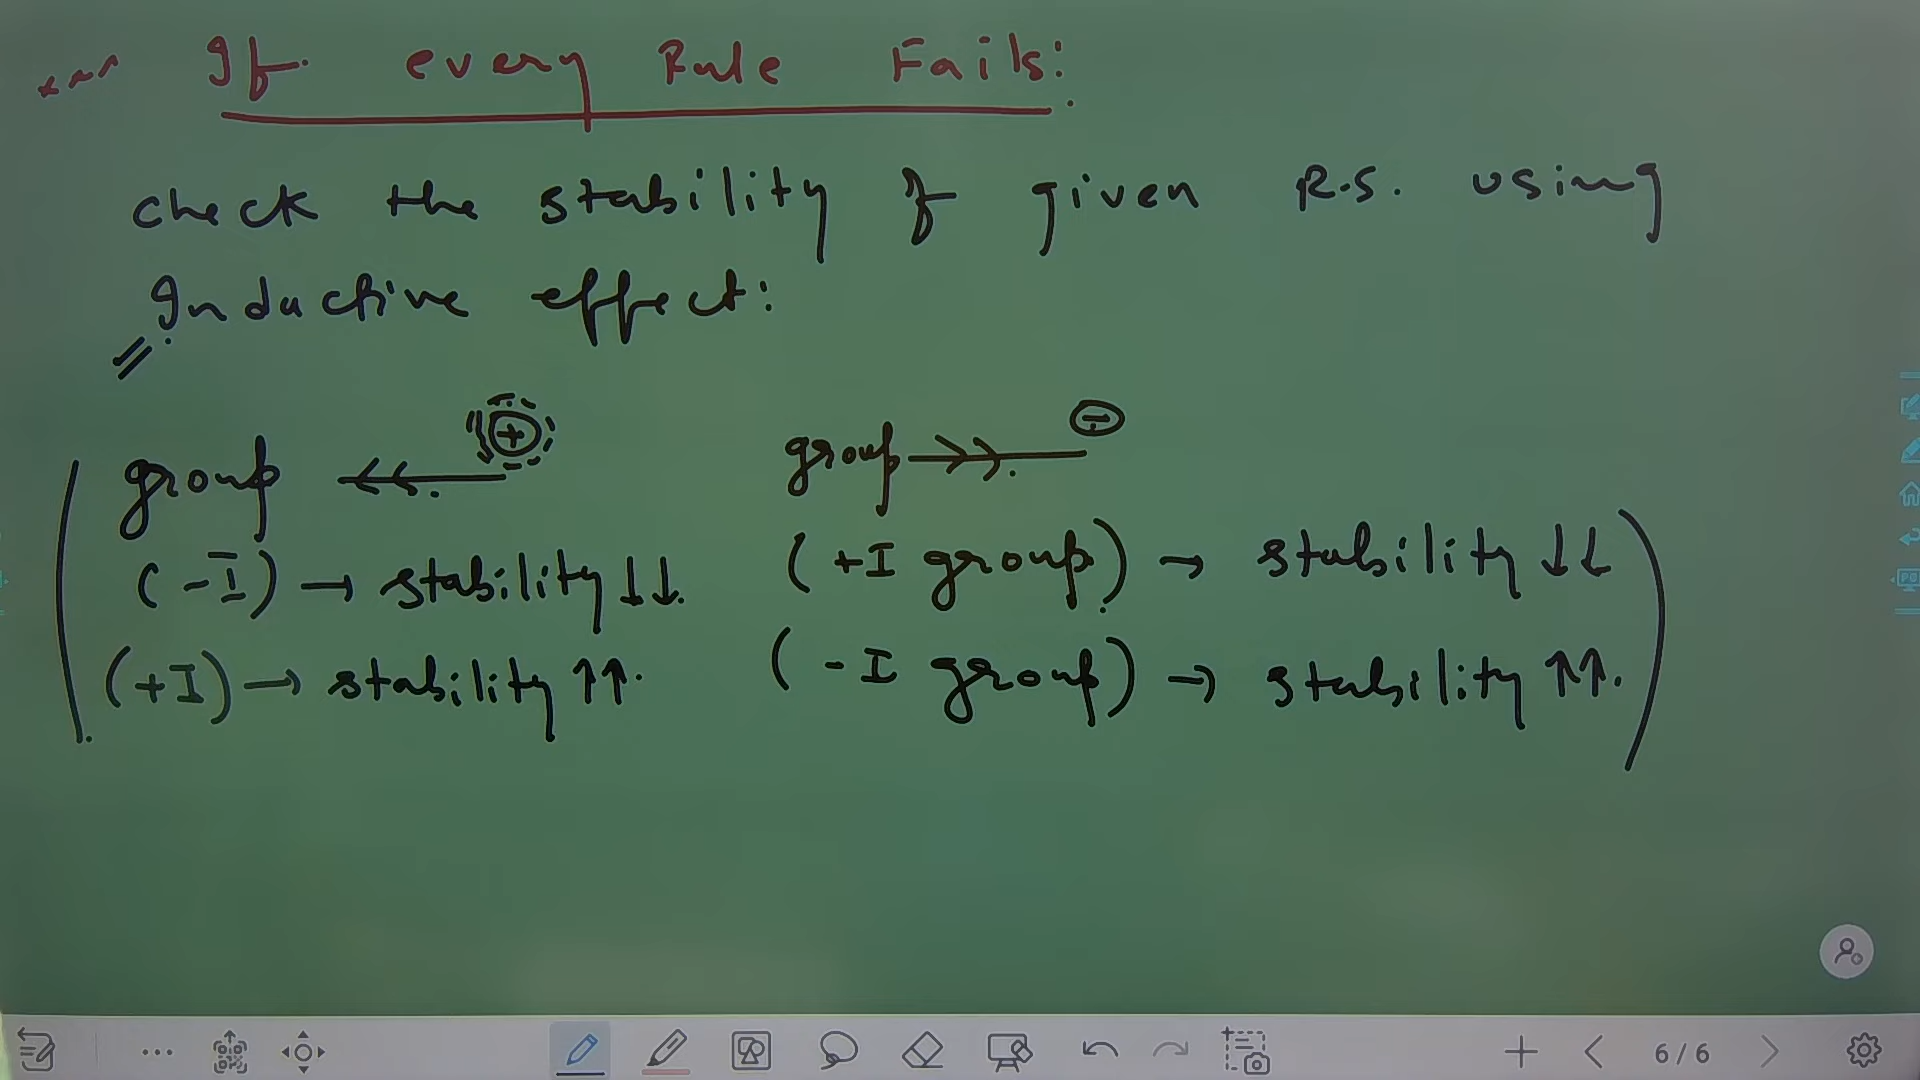 If every Rule Fails:
check the stability of given R.S. using
Inductive effect:
group ⊕ group ⊖
(-I) → stability ↓↓. (+I group) → stability ↓↓
(+I) → stability ↑↑. (-I group) → stability ↑↑.
6/6